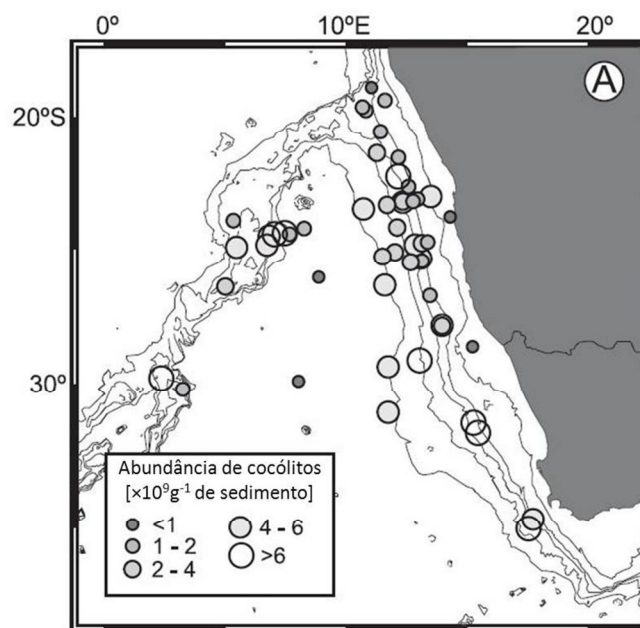 0º 10ºE 20º
A
20ºS
30º
Abundância de cocólitos
[×10⁹g⁻¹ de sedimento]
<1 4 - 6
1 - 2 >6
2 - 4